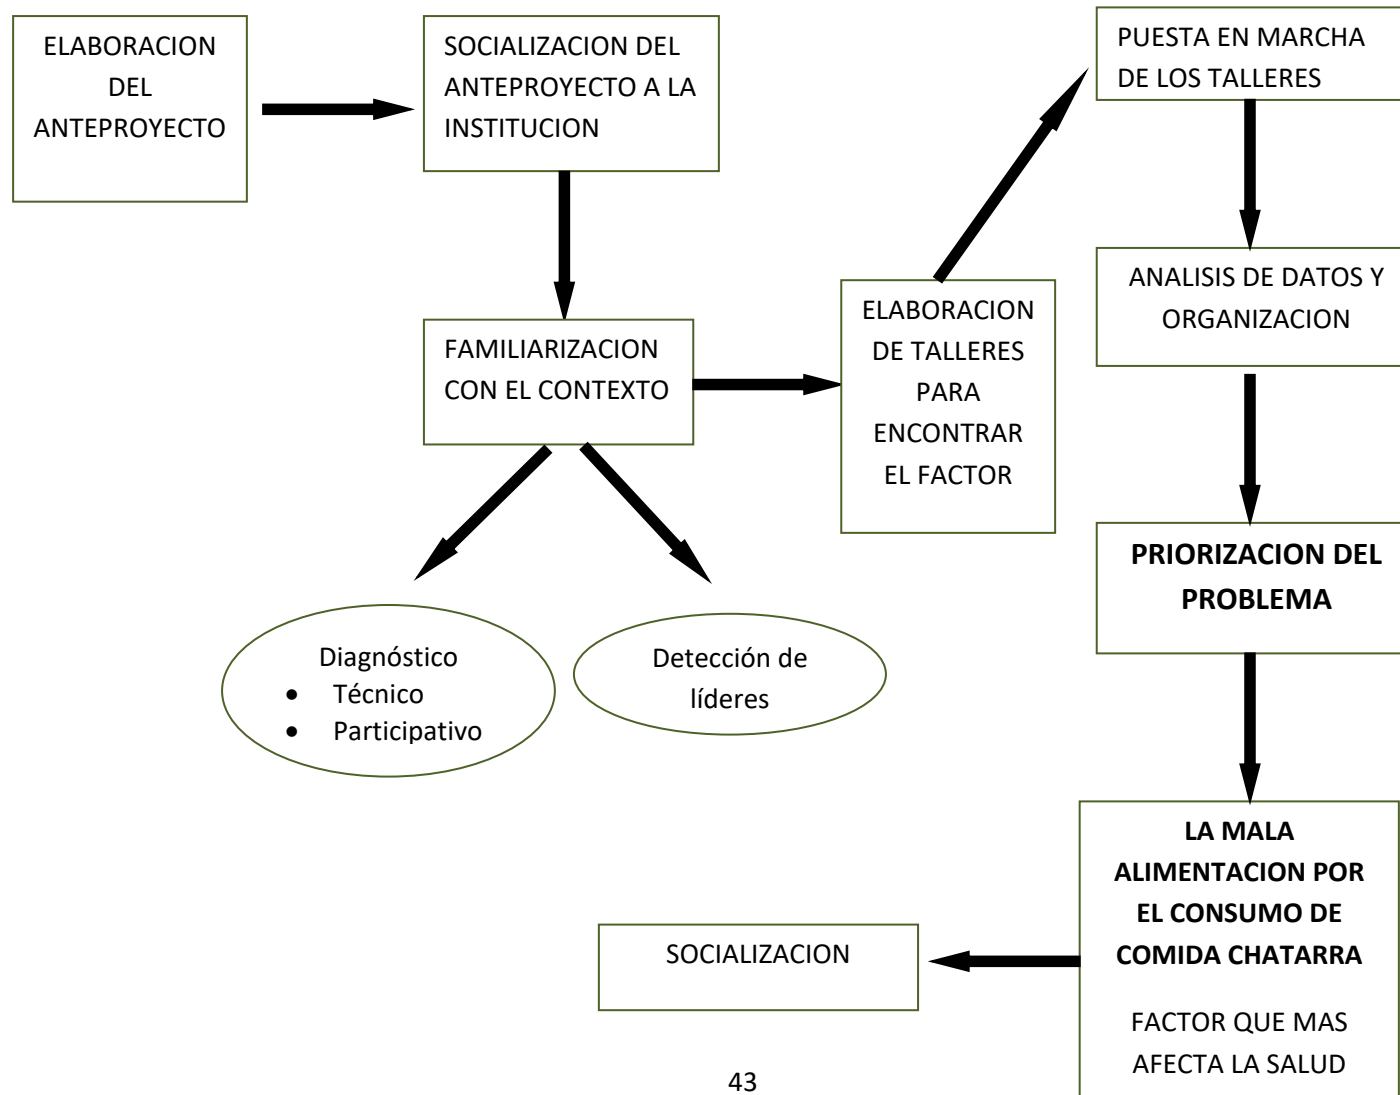 ELABORACION
DEL
ANTEPROYECTO
SOCIALIZACION DEL
ANTEPROYECTO A LA
INSTITUCION
FAMILIARIZACION
CON EL CONTEXTO
Diagnóstico
• Técnico
• Participativo
Detección de
líderes
ELABORACION
DE TALLERES
PARA
ENCONTRAR
EL FACTOR
PUESTA EN MARCHA
DE LOS TALLERES
ANALISIS DE DATOS Y
ORGANIZACION
PRIORIZACION DEL
PROBLEMA
LA MALA
ALIMENTACION POR
EL CONSUMO DE
COMIDA CHATARRA
FACTOR QUE MAS
AFECTA LA SALUD
SOCIALIZACION
43